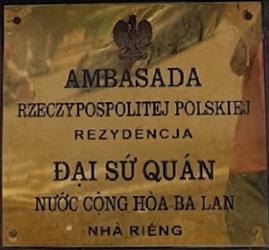 AMBASADA
RZECZYPOSPOLITEJ POLSKIEJ
REZYDENCJA
ĐẠI SỨ QUÁN
NƯỚC CỘNG HÒA BA LAN
NHÀ RIÊNG